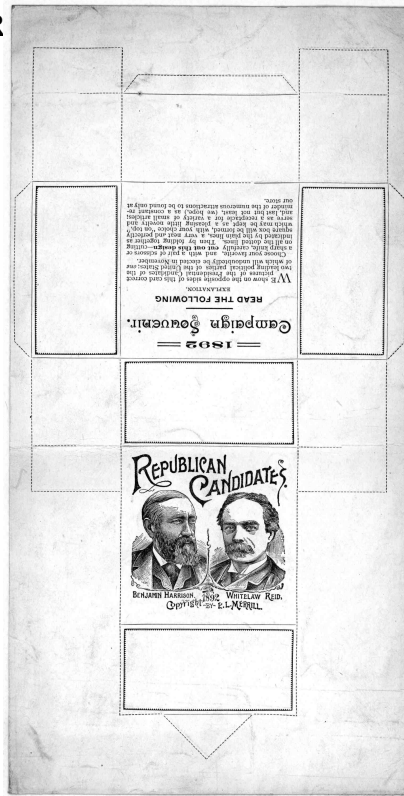 1892
Campaign Souvenir.
READ THE FOLLOWING
EXPLANATION.
WE show on the opposite sides of this card correct
pictures of the Presidential Candidates of the
two leading political parties of the United States; one
of which will undoubtedly be elected in November.
Choose your favorite, and with a pair of scissors or
a sharp knife, carefully cut out this design—cutting
on all the dotted lines. Then by folding together as
indicated by the plain lines, a very neat and perfectly
square box will be formed, with your choice "on top,"
which may be kept as a pleasing little novelty and
serve as a receptacle for a variety of small articles;
and, last but not least, (we hope,) as a constant re-
minder of the numerous attractions to be found only at
our store.
REPUBLICAN
CANDIDATES.
BENJAMIN HARRISON. WHITELAW REID.
Copyright 1892 BY E.L. MERRILL.